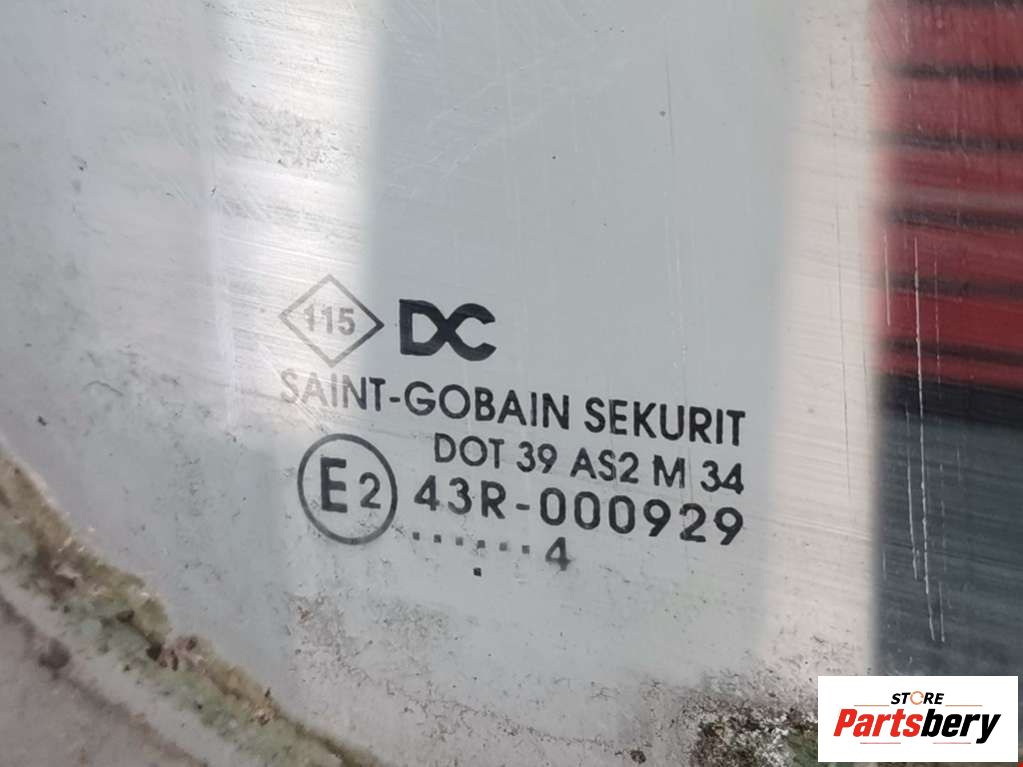 115 DC
SAINT-GOBAIN SEKURIT
DOT 39 AS2 M 34
E2 43R-000929
.......4
.
STORE
Partsbery